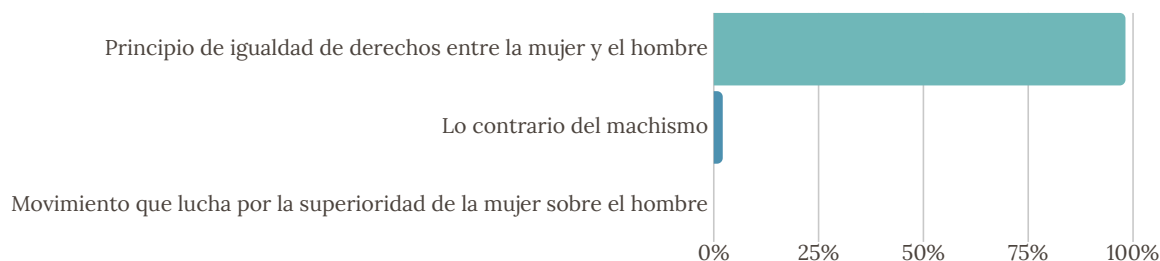 Principio de igualdad de derechos entre la mujer y el hombre
Lo contrario del machismo
Movimiento que lucha por la superioridad de la mujer sobre el hombre
0% 25% 50% 75% 100%